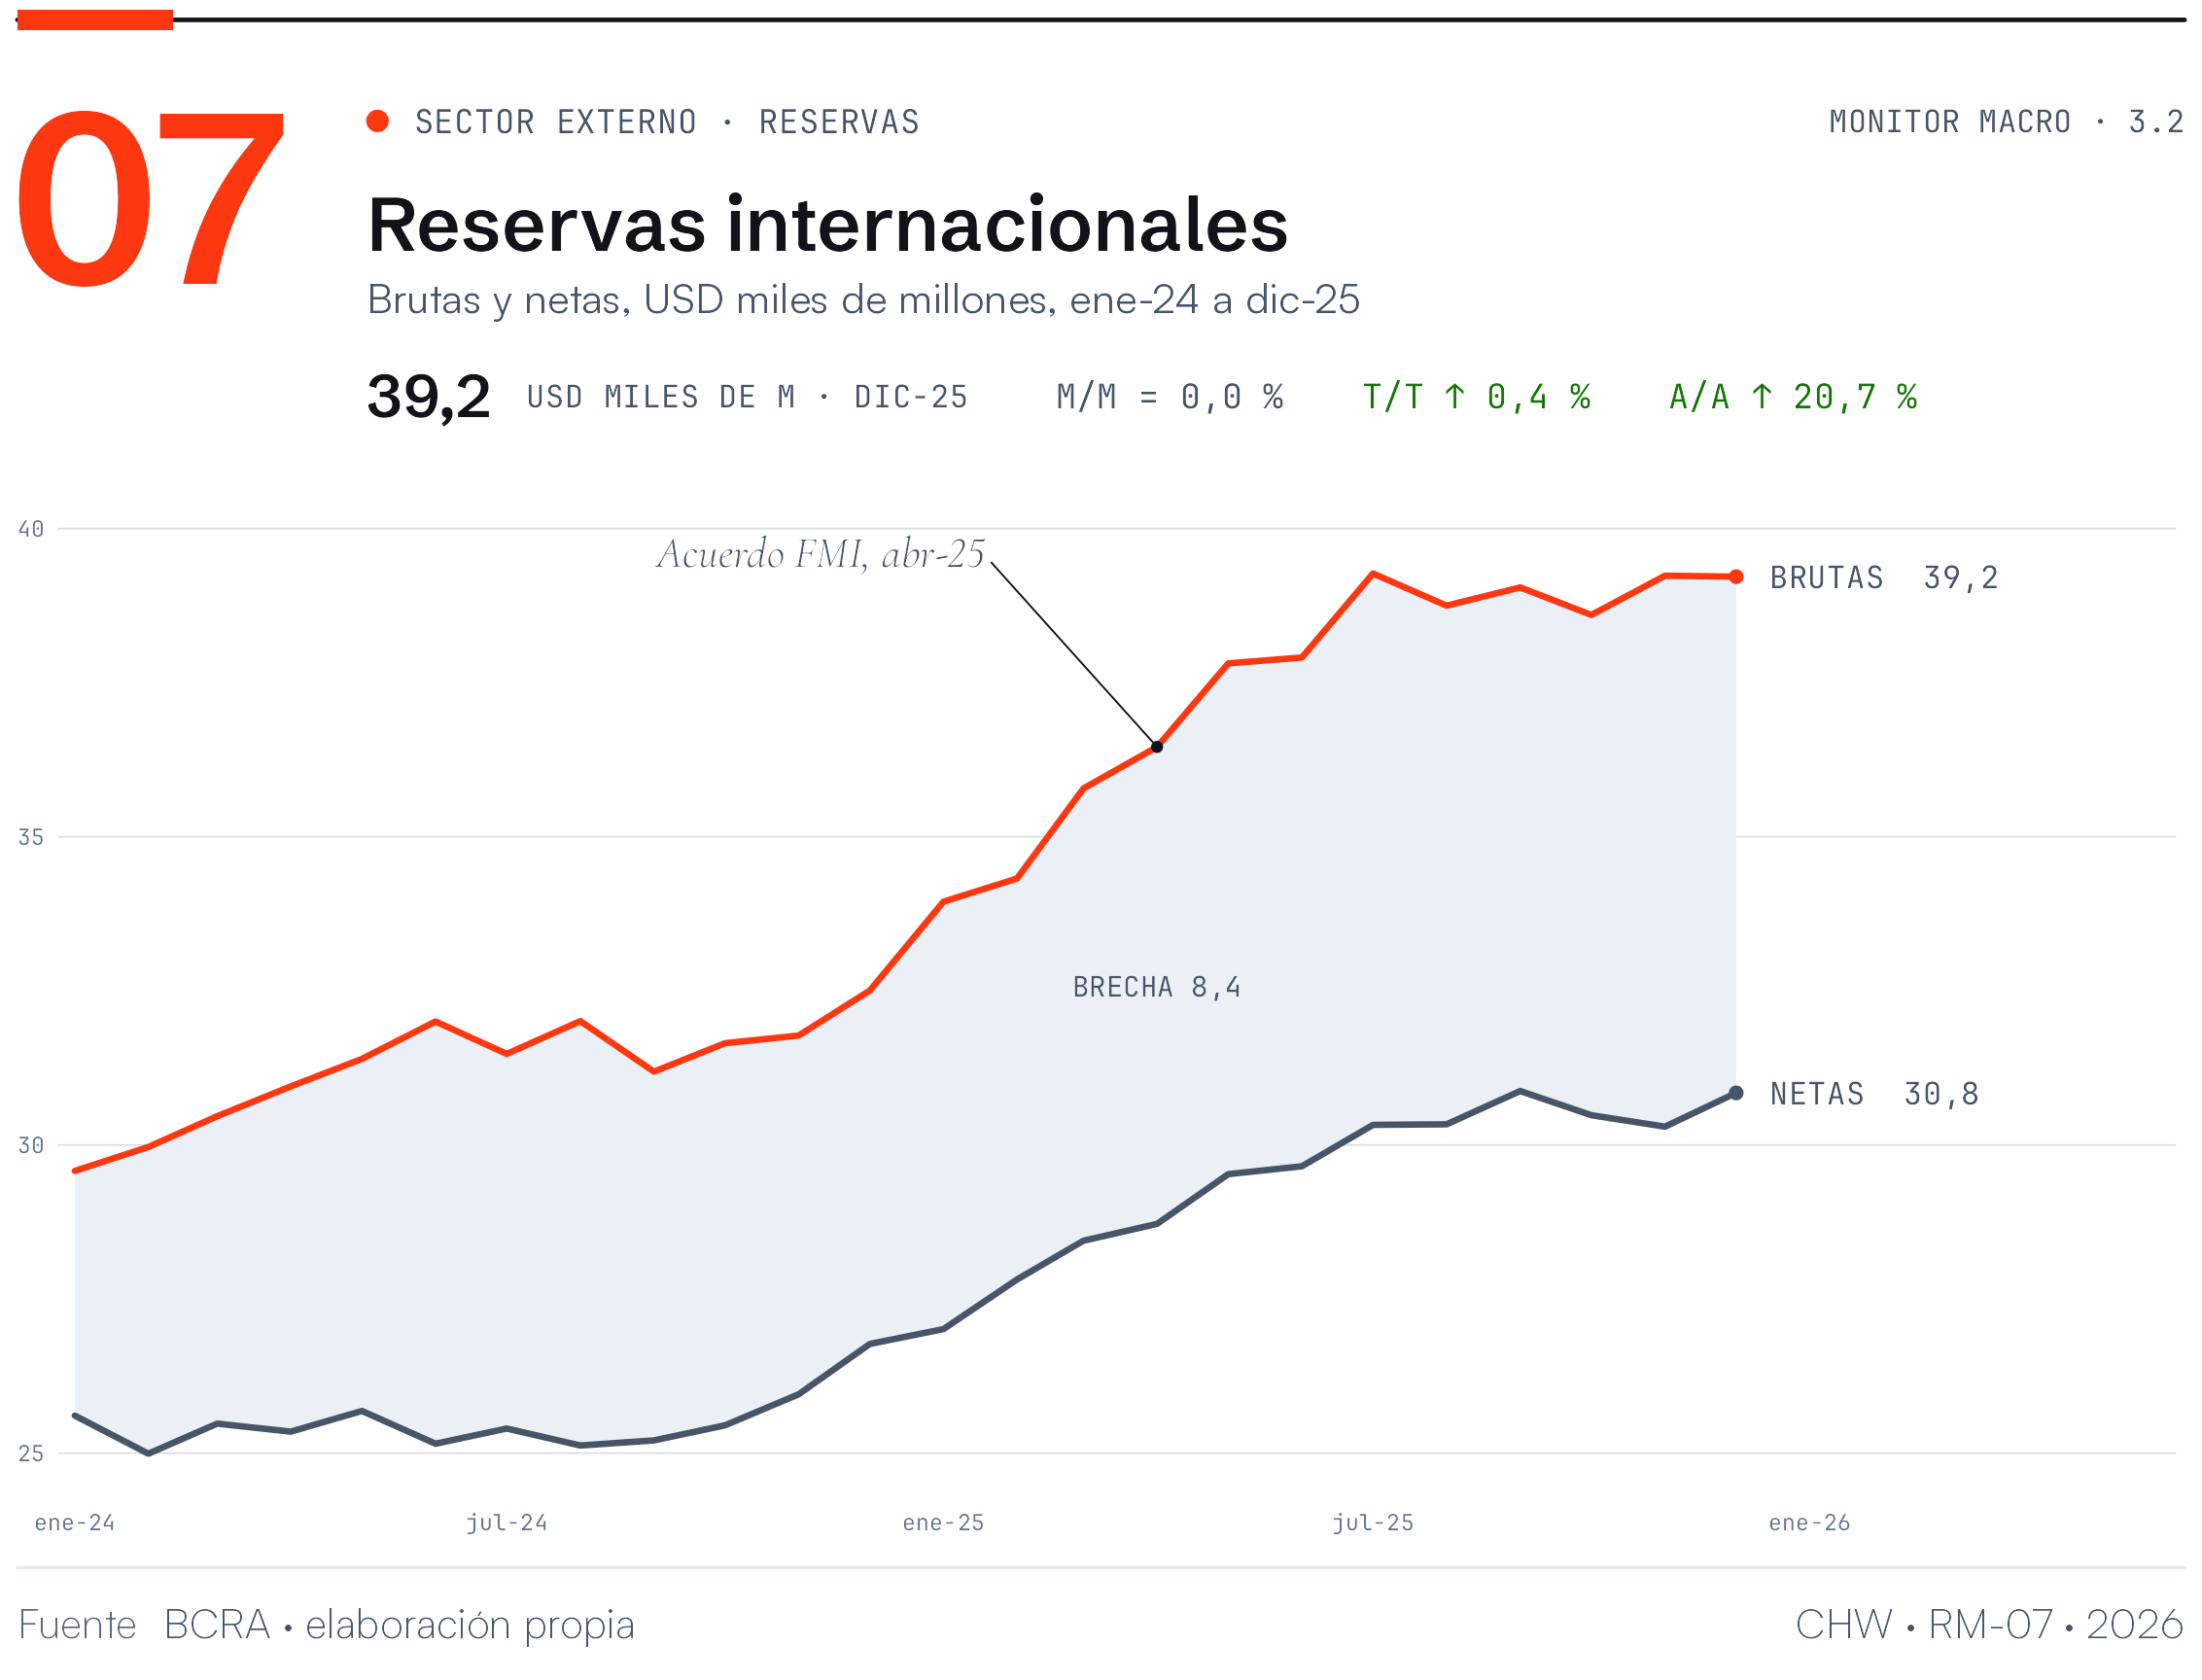 07
SECTOR EXTERNO · RESERVAS
MONITOR MACRO · 3.2
Reservas internacionales
Brutas y netas, USD miles de millones, ene-24 a dic-25
39,2 USD MILES DE M · DIC-25 M/M = 0,0 % T/T ↑ 0,4 % A/A ↑ 20,7 %
40
Acuerdo FMI, abr-25
BRUTAS 39,2
35
BRECHA 8,4
NETAS 30,8
30
25
ene-24 jul-24 ene-25 jul-25 ene-26
Fuente BCRA • elaboración propia
CHW • RM-07 • 2026